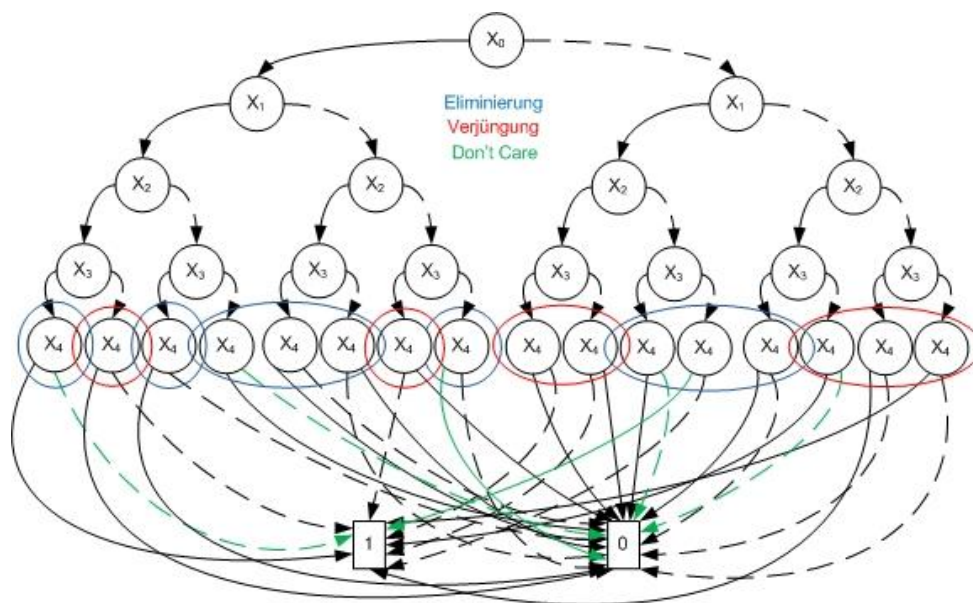 X₀
X₁ X₁
Eliminierung
Verjüngung
Don't Care
X₂ X₂ X₂ X₂
X₃ X₃ X₃ X₃ X₃ X₃ X₃ X₃
X₄ X₄ X₄ X₄ X₄ X₄ X₄ X₄ X₄ X₄ X₄ X₄ X₄ X₄ X₄ X₄
1 0